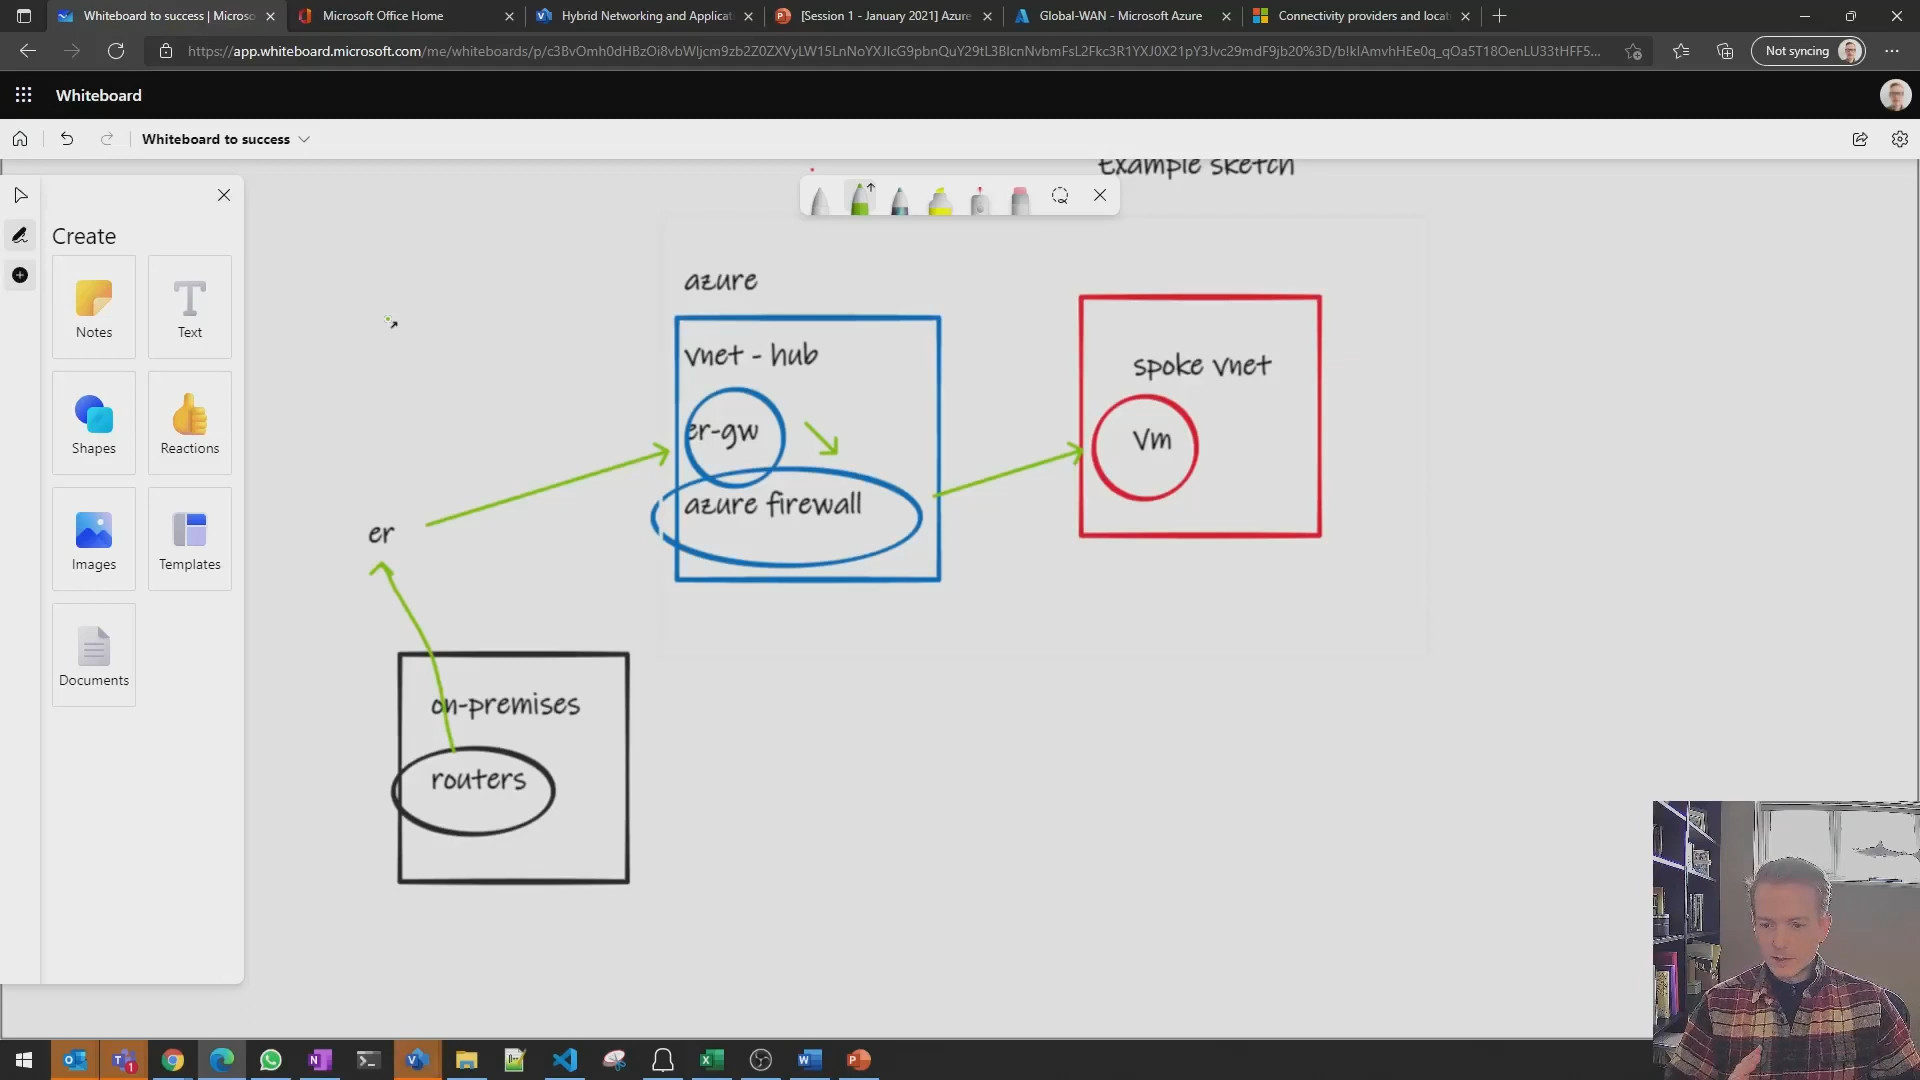 Whiteboard to success | Microso
Microsoft Office Home
Hybrid Networking and Applicat
[Session 1 - January 2021] Azure
Global-WAN - Microsoft Azure
Connectivity providers and locat
Not syncing
Whiteboard
Whiteboard to success
Example sketch
Create
Notes
Text
Shapes
Reactions
Images
Templates
Documents
azure
vnet - hub
er-gw
azure firewall
spoke vnet
Vm
er
on-premises
routers